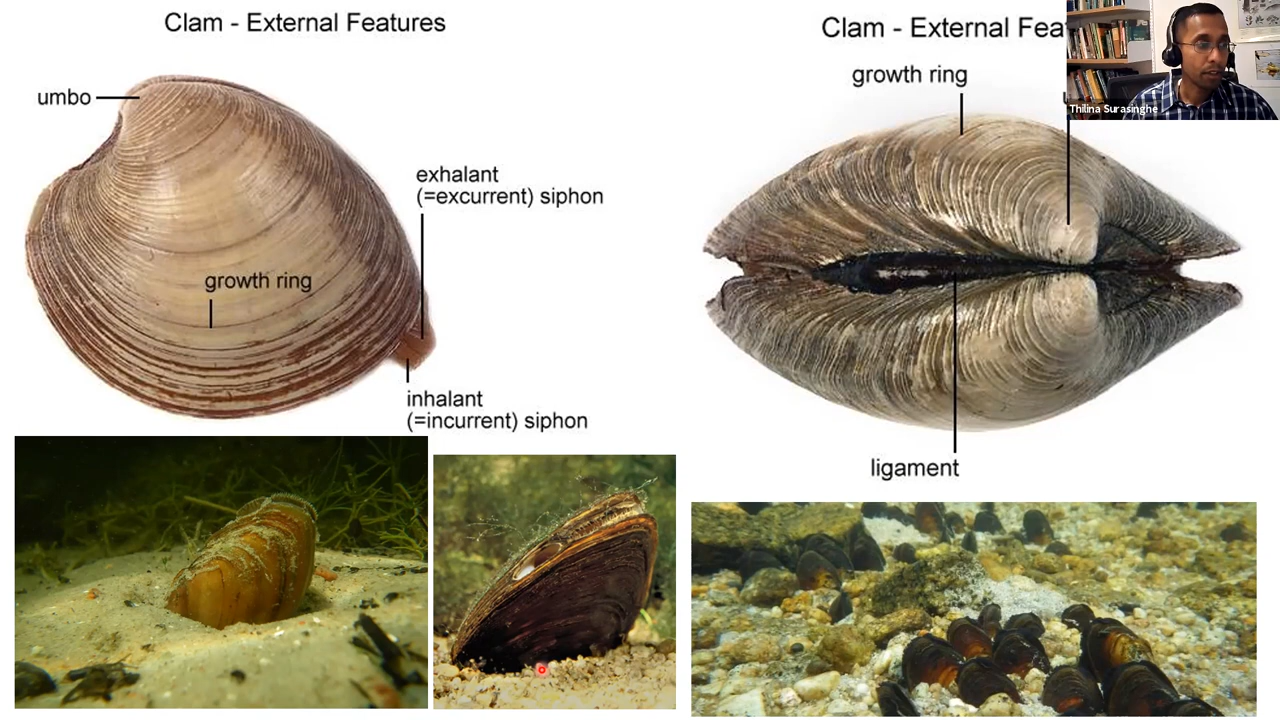 Clam - External Features
umbo
exhalant
(=excurrent) siphon
growth ring
inhalant
(=incurrent) siphon
Clam - External Fea
growth ring
Thilina Surasinghe
ligament